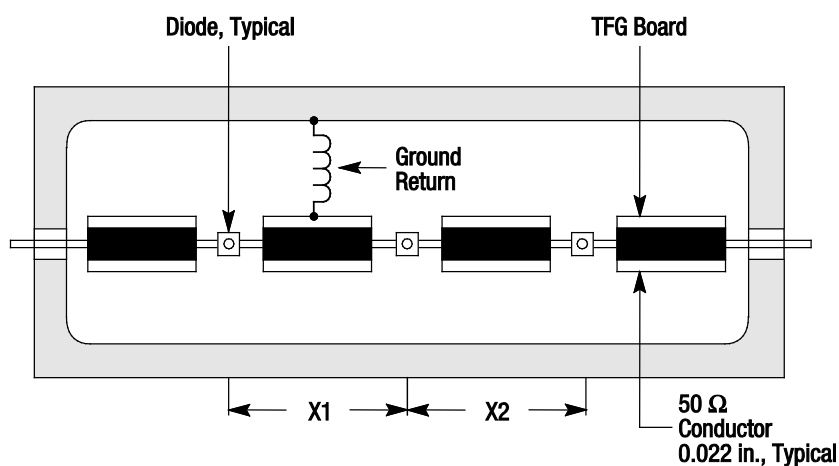 Diode, Typical
TFG Board
Ground
Return
X1
X2
50 Ω
Conductor
0.022 in., Typical